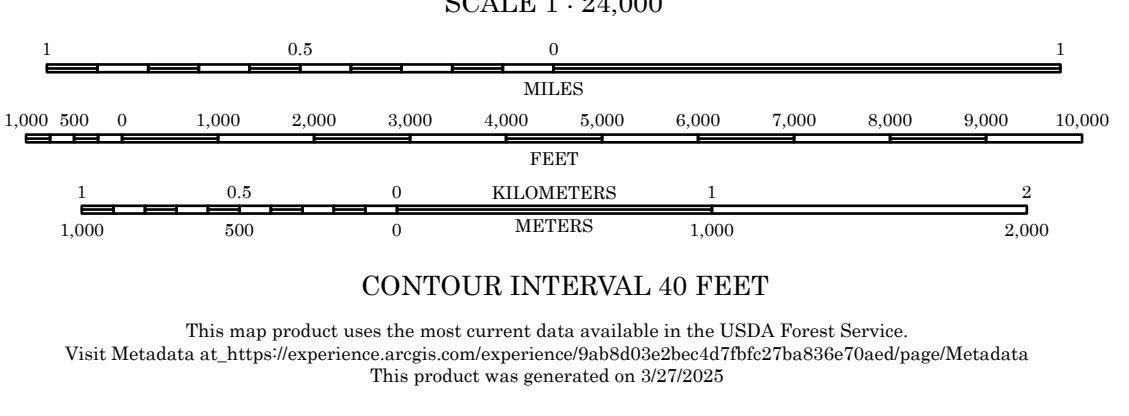 SCALE 1 : 24,000
1 0.5 0 1
MILES
1,000 500 0 1,000 2,000 3,000 4,000 5,000 6,000 7,000 8,000 9,000 10,000
FEET
1 0.5 0 KILOMETERS 1 2
1,000 500 0 METERS 1,000 2,000
CONTOUR INTERVAL 40 FEET
This map product uses the most current data available in the USDA Forest Service.
Visit Metadata at_https://experience.arcgis.com/experience/9ab8d03e2bec4d7fbfc27ba836e70aed/page/Metadata
This product was generated on 3/27/2025